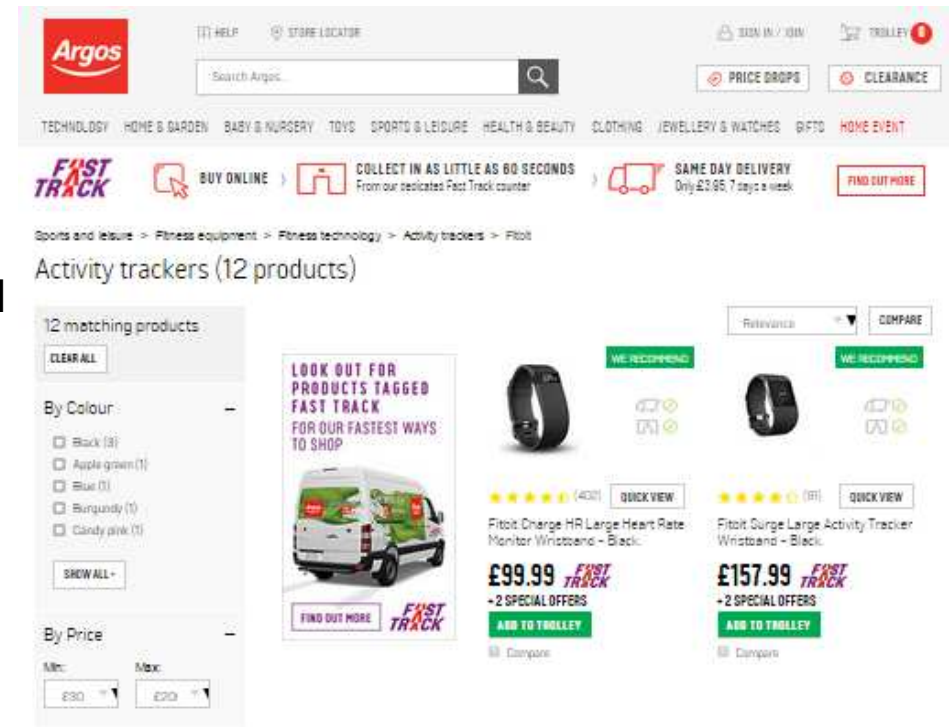 Argos
HELP STORE LOCATOR SIGN IN / JOIN TROLLEY 0
Search Argos...
PRICE DROPS CLEARANCE
TECHNOLOGY HOME & GARDEN BABY & NURSERY TOYS SPORTS & LEISURE HEALTH & BEAUTY CLOTHING JEWELLERY & WATCHES GIFTS HOME EVENT
FAST TRACK
BUY ONLINE > COLLECT IN AS LITTLE AS 60 SECONDS > SAME DAY DELIVERY
From our dedicated Fast Track counter Only £3.95, 7 days a week
FIND OUT MORE
Sports and leisure > Fitness equipment > Fitness technology > Activity trackers > Fitbit
Activity trackers (12 products)
12 matching products
CLEAR ALL
By Colour −
Black (8)
Apple green (1)
Blue (1)
Burgundy (1)
Candy pink (1)
SHOW ALL+
By Price −
Min: Max:
£30
Relevance COMPARE
LOOK OUT FOR
PRODUCTS TAGGED
FAST TRACK
FOR OUR FASTEST WAYS
TO SHOP
FIND OUT MORE FAST TRACK
WE RECOMMEND
(402) QUICK VIEW
Fitbit Charge HR Large Heart Rate
Monitor Wristband - Black.
£99.99 FAST TRACK
+2 SPECIAL OFFERS
ADD TO TROLLEY
Compare
WE RECOMMEND
QUICK VIEW
Fitbit Surge Large Activity Tracker
Wristband - Black.
£157.99 FAST TRACK
+2 SPECIAL OFFERS
ADD TO TROLLEY
Compare